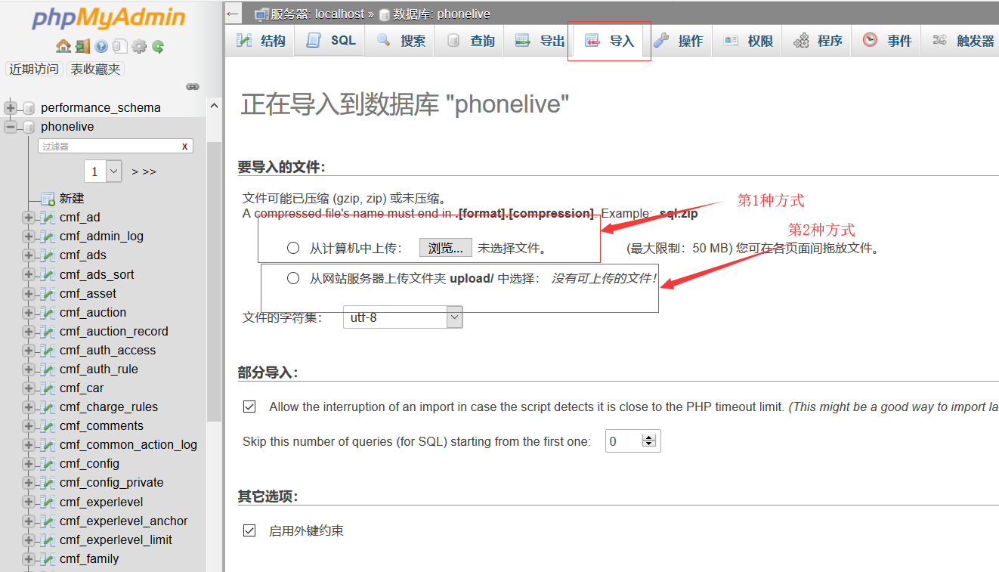 phpMyAdmin
近期访问 表收藏夹
performance_schema
phonelive
过滤器 X
1 > >>
新建
cmf_ad
cmf_admin_log
cmf_ads
cmf_ads_sort
cmf_asset
cmf_auction
cmf_auction_record
cmf_auth_access
cmf_auth_rule
cmf_car
cmf_charge_rules
cmf_comments
cmf_common_action_log
cmf_config
cmf_config_private
cmf_experlevel
cmf_experlevel_anchor
cmf_experlevel_limit
cmf_family
← 服务器: localhost » 数据库: phonelive
结构 SQL 搜索 查询 导出 导入 操作 权限 程序 事件 触发器
正在导入到数据库 "phonelive"
要导入的文件：
文件可能已压缩 (gzip, zip) 或未压缩。
A compressed file's name must end in .[format].[compression]. Example: .sql.zip
第1种方式
第2种方式
从计算机中上传： 浏览... 未选择文件。 (最大限制：50 MB) 您可在各页面间拖放文件。
从网站服务器上传文件夹 upload/ 中选择： 没有可上传的文件！
文件的字符集： utf-8
部分导入：
Allow the interruption of an import in case the script detects it is close to the PHP timeout limit. (This might be a good way to import la
Skip this number of queries (for SQL) starting from the first one: 0
其它选项：
启用外键约束